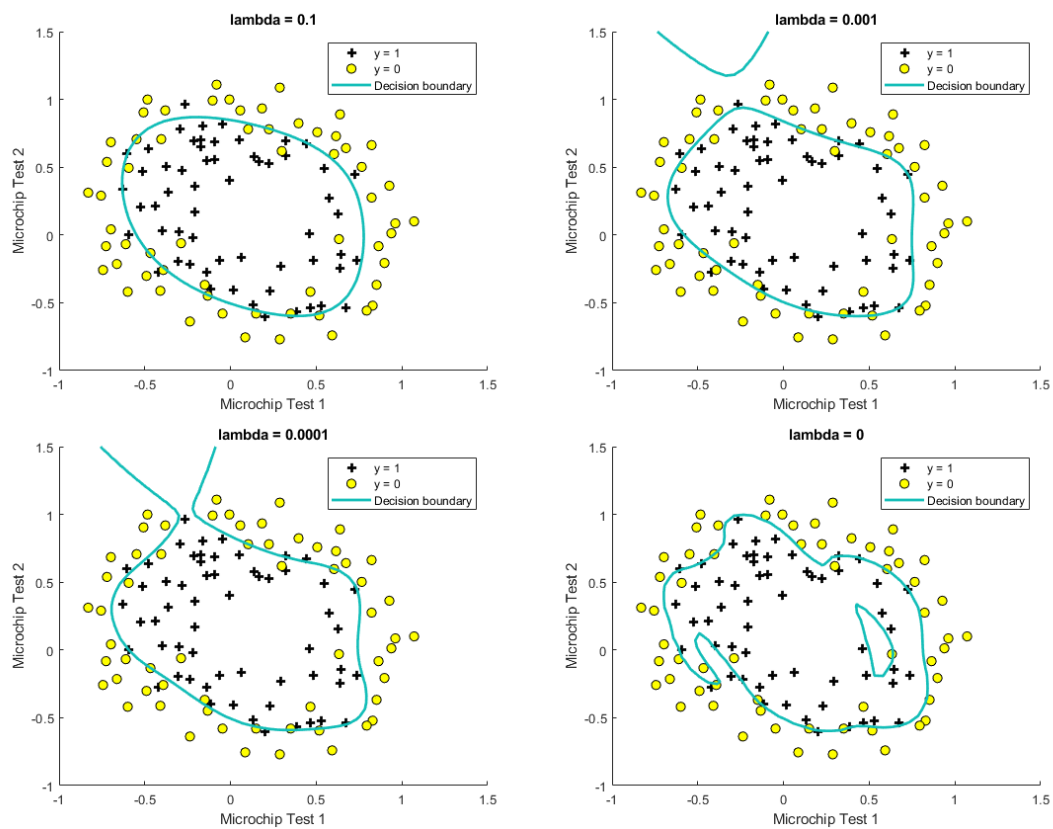 lambda = 0.1
1.5
1
0.5
0
-0.5
-1
-1
-0.5
0
0.5
1
1.5
Microchip Test 2
Microchip Test 1
y = 1
y = 0
Decision boundary
lambda = 0.001
1.5
1
0.5
0
-0.5
-1
-1
-0.5
0
0.5
1
1.5
Microchip Test 2
Microchip Test 1
y = 1
y = 0
Decision boundary
lambda = 0.0001
1.5
1
0.5
0
-0.5
-1
-1
-0.5
0
0.5
1
1.5
Microchip Test 2
Microchip Test 1
y = 1
y = 0
Decision boundary
lambda = 0
1.5
1
0.5
0
-0.5
-1
-1
-0.5
0
0.5
1
1.5
Microchip Test 2
Microchip Test 1
y = 1
y = 0
Decision boundary